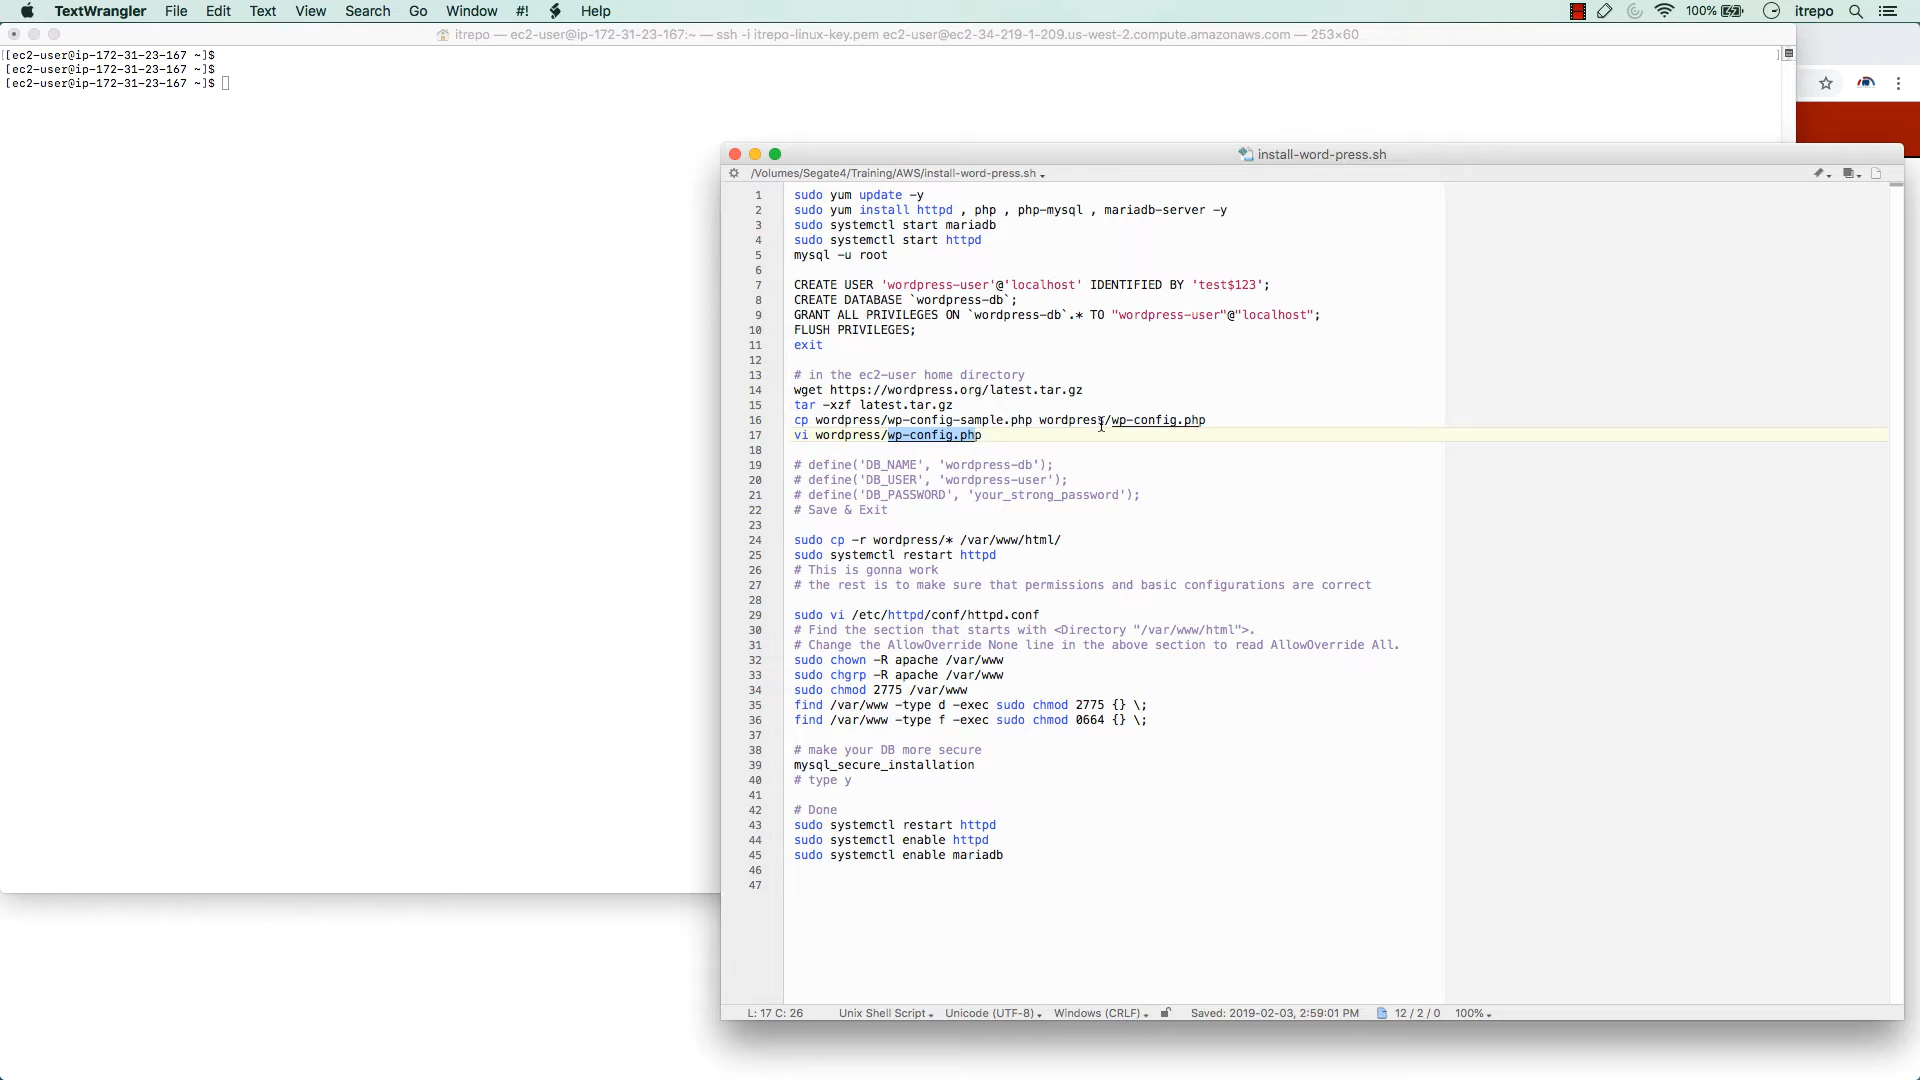 TextWrangler File Edit Text View Search Go Window #! Help 100% itrepo
itrepo — ec2-user@ip-172-31-23-167:~ — ssh -i itrepo-linux-key.pem ec2-user@ec2-34-219-1-209.us-west-2.compute.amazonaws.com — 253×60
[[ec2-user@ip-172-31-23-167 ~]$ ]
[ec2-user@ip-172-31-23-167 ~]$
[ec2-user@ip-172-31-23-167 ~]$
install-word-press.sh
/Volumes/Segate4/Training/AWS/install-word-press.sh
1 sudo yum update -y
2 sudo yum install httpd , php , php-mysql , mariadb-server -y
3 sudo systemctl start mariadb
4 sudo systemctl start httpd
5 mysql -u root
6
7 CREATE USER 'wordpress-user'@'localhost' IDENTIFIED BY 'test$123';
8 CREATE DATABASE `wordpress-db`;
9 GRANT ALL PRIVILEGES ON `wordpress-db`.* TO "wordpress-user"@"localhost";
10 FLUSH PRIVILEGES;
11 exit
12
13 # in the ec2-user home directory
14 wget https://wordpress.org/latest.tar.gz
15 tar -xzf latest.tar.gz
16 cp wordpress/wp-config-sample.php wordpress/wp-config.php
17 vi wordpress/wp-config.php
18
19 # define('DB_NAME', 'wordpress-db');
20 # define('DB_USER', 'wordpress-user');
21 # define('DB_PASSWORD', 'your_strong_password');
22 # Save & Exit
23
24 sudo cp -r wordpress/* /var/www/html/
25 sudo systemctl restart httpd
26 # This is gonna work
27 # the rest is to make sure that permissions and basic configurations are correct
28
29 sudo vi /etc/httpd/conf/httpd.conf
30 # Find the section that starts with <Directory "/var/www/html">.
31 # Change the AllowOverride None line in the above section to read AllowOverride All.
32 sudo chown -R apache /var/www
33 sudo chgrp -R apache /var/www
34 sudo chmod 2775 /var/www
35 find /var/www -type d -exec sudo chmod 2775 {} \;
36 find /var/www -type f -exec sudo chmod 0664 {} \;
37
38 # make your DB more secure
39 mysql_secure_installation
40 # type y
41
42 # Done
43 sudo systemctl restart httpd
44 sudo systemctl enable httpd
45 sudo systemctl enable mariadb
46
47
L: 17 C: 26 Unix Shell Script Unicode (UTF-8) Windows (CRLF) Saved: 2019-02-03, 2:59:01 PM 12 / 2 / 0 100%